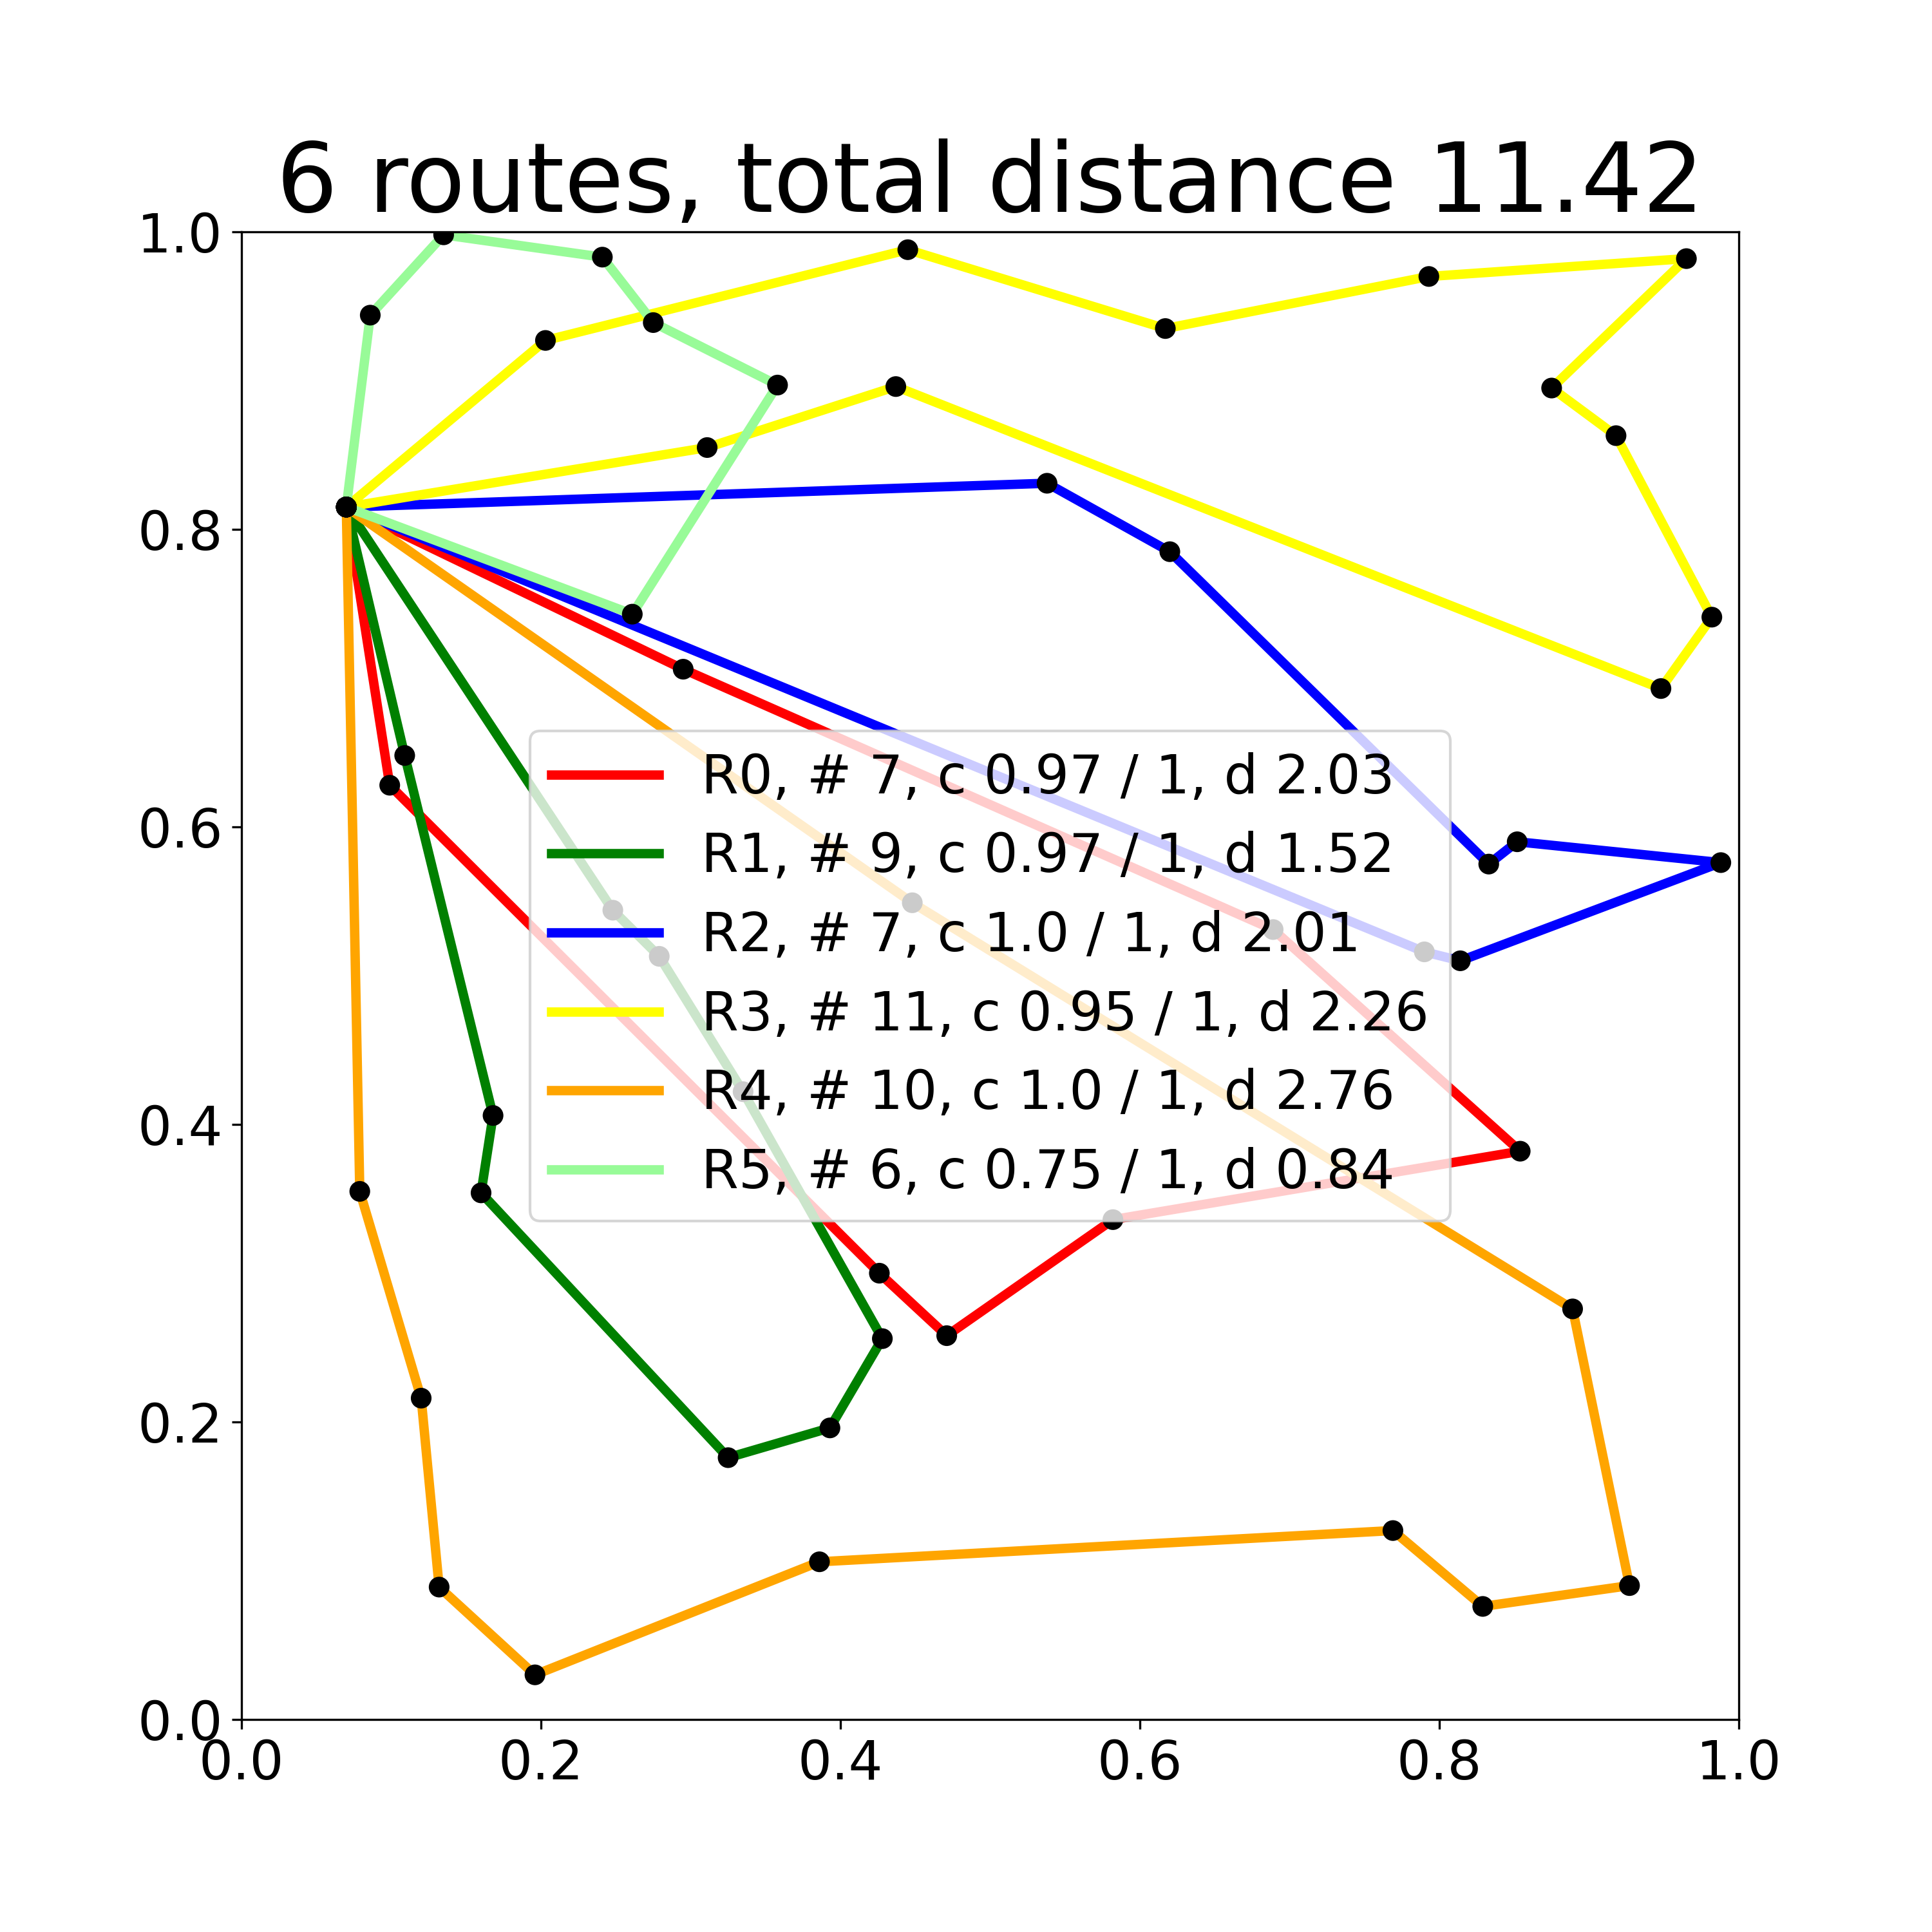 6 routes, total distance 11.42
1.0
0.8
0.6
0.4
0.2
0.0
R0, # 7, c 0.97 / 1, d 2.03
R1, # 9, c 0.97 / 1, d 1.52
R2, # 7, c 1.0 / 1, d 2.01
R3, # 11, c 0.95 / 1, d 2.26
R4, # 10, c 1.0 / 1, d 2.76
R5, # 6, c 0.75 / 1, d 0.84
0.0 0.2 0.4 0.6 0.8 1.0